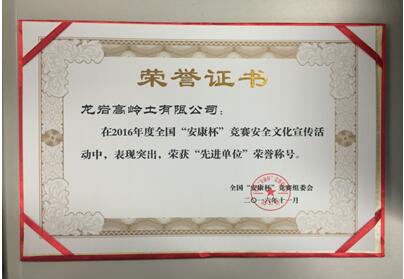 荣誉证书
龙岩高岭土有限公司：
在2016年度全国“安康杯”竞赛安全文化宣传活
动中，表现突出，荣获“先进单位”荣誉称号。
全国“安康杯”竞赛组委会
二〇一六年十一月